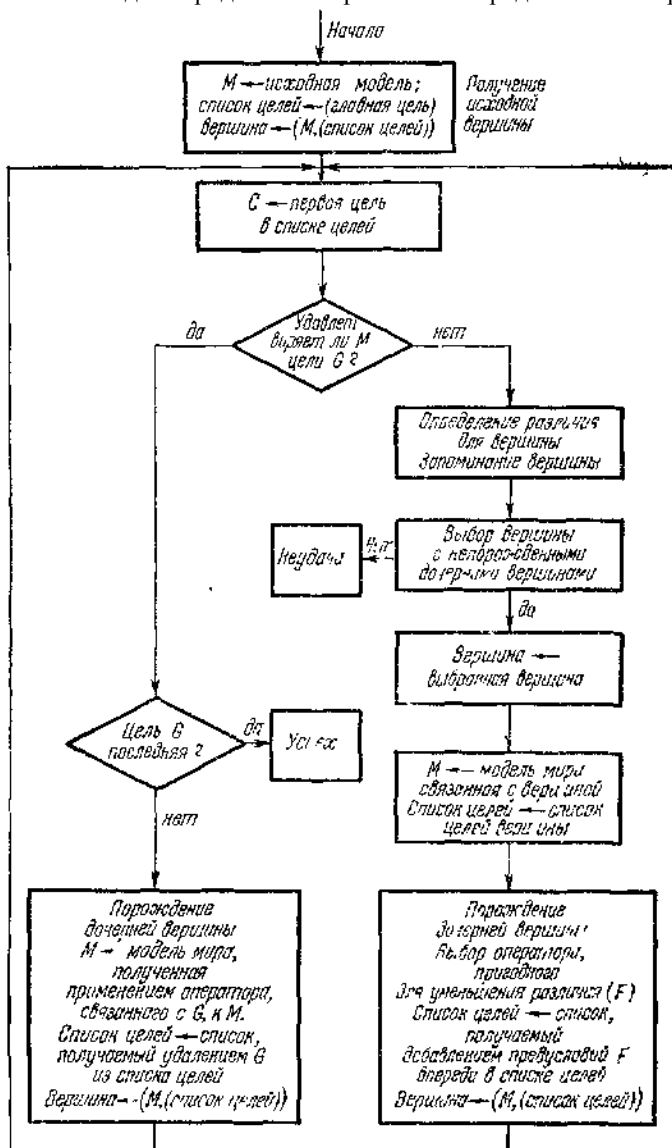 Начало
M ← исходная модель;
список целей ← (главная цель)
вершина ← (M, (список целей))
Получение
исходной
вершины
C ← первая цель
в списке целей
Удовлет
воряет ли M
цели G ?
да
нет
Определение различия
для вершины
Запоминание вершины
Выбор вершины
с непорожденными
дочерними вершинами
Нет
Неудача
да
Вершина ←
выбранная вершина
Цель G
последняя ?
да
Успех
нет
M ← модель мира
связанная с вершиной
Список целей ← список
целей вершины
Порождение
дочерней вершины
M ← модель мира,
полученная
применением оператора,
связанного с G, к M.
Список целей ← список,
получаемый удалением G
из списка целей
Вершина ← (M, (список целей))
Порождение
дочерней вершины
Выбор оператора,
пригодного
для уменьшения различия (F)
Список целей ← список,
получаемый
добавлением предусловий F
впереди в списке целей
Вершина ← (M, (список целей))